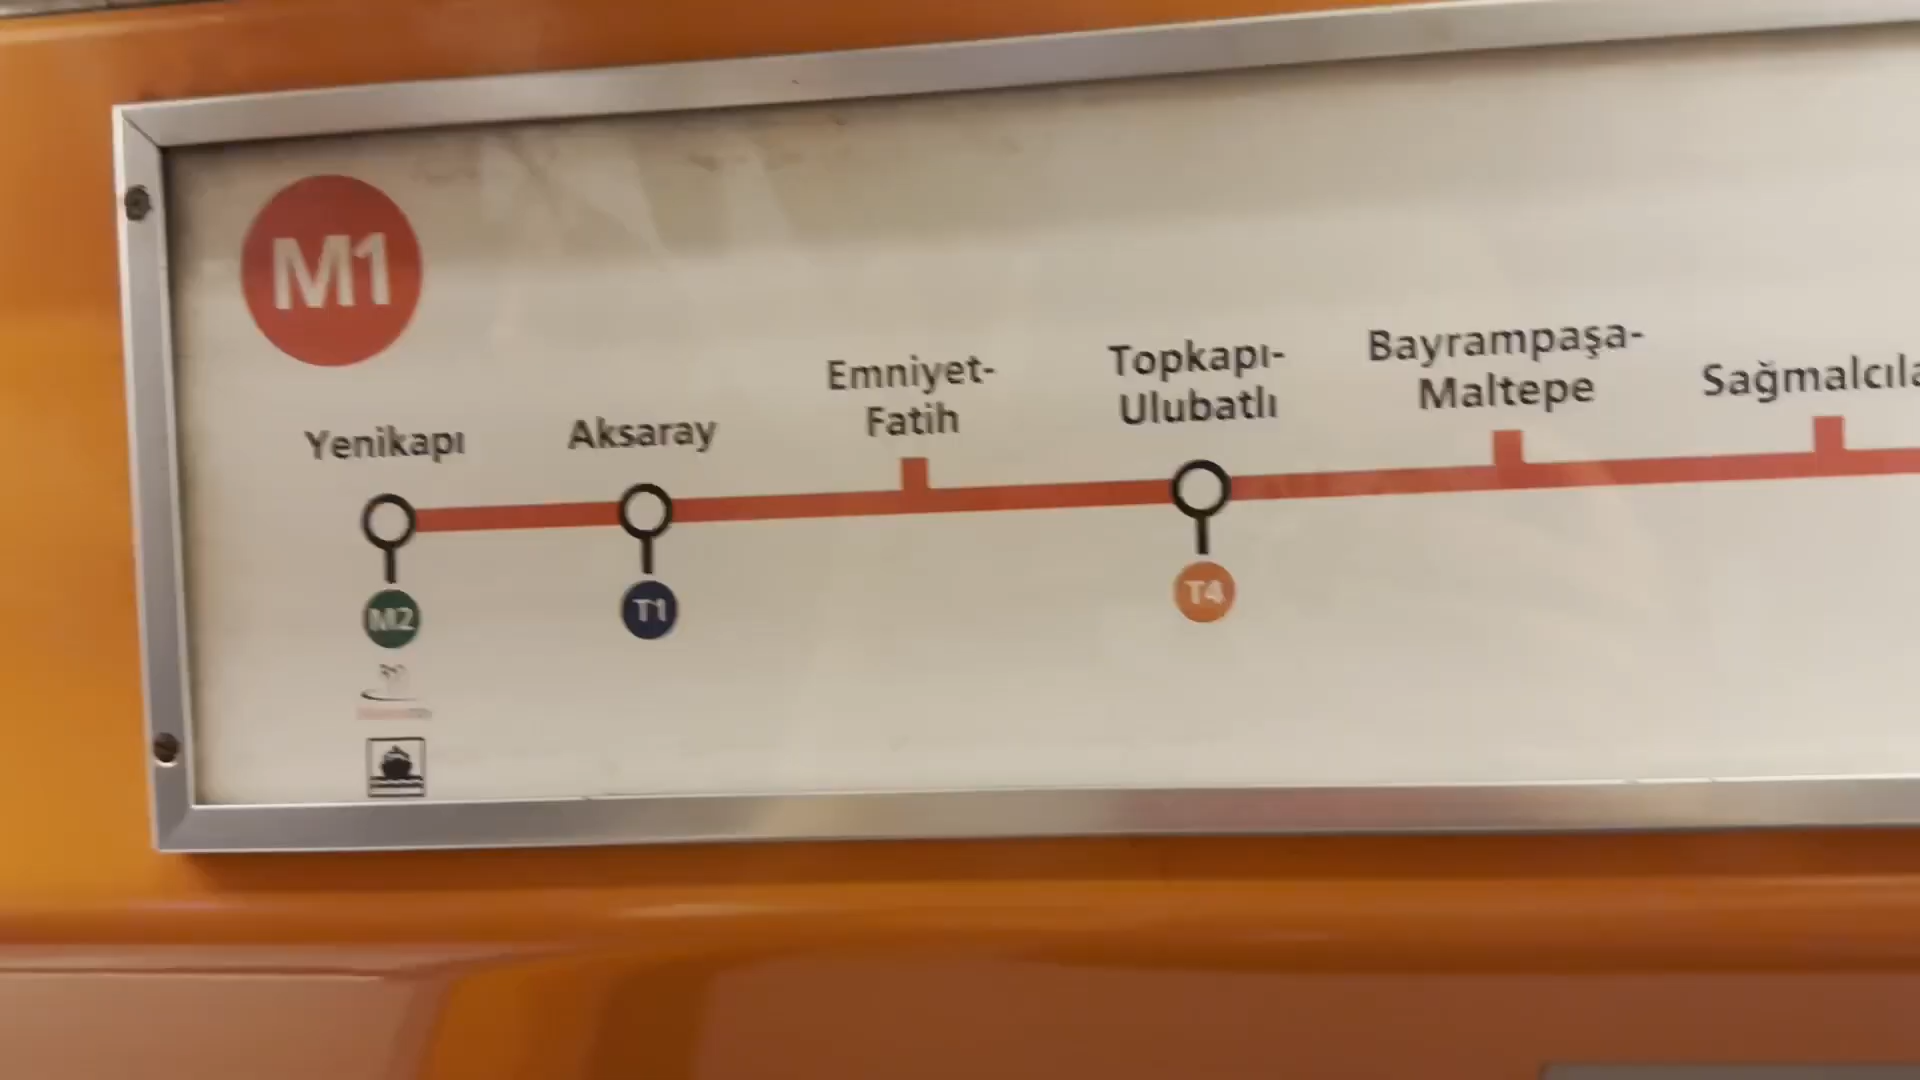 M1
Yenikapı
Aksaray
Emniyet-
Fatih
Topkapı-
Ulubatlı
Bayrampaşa-
Maltepe
M2
T1
T4